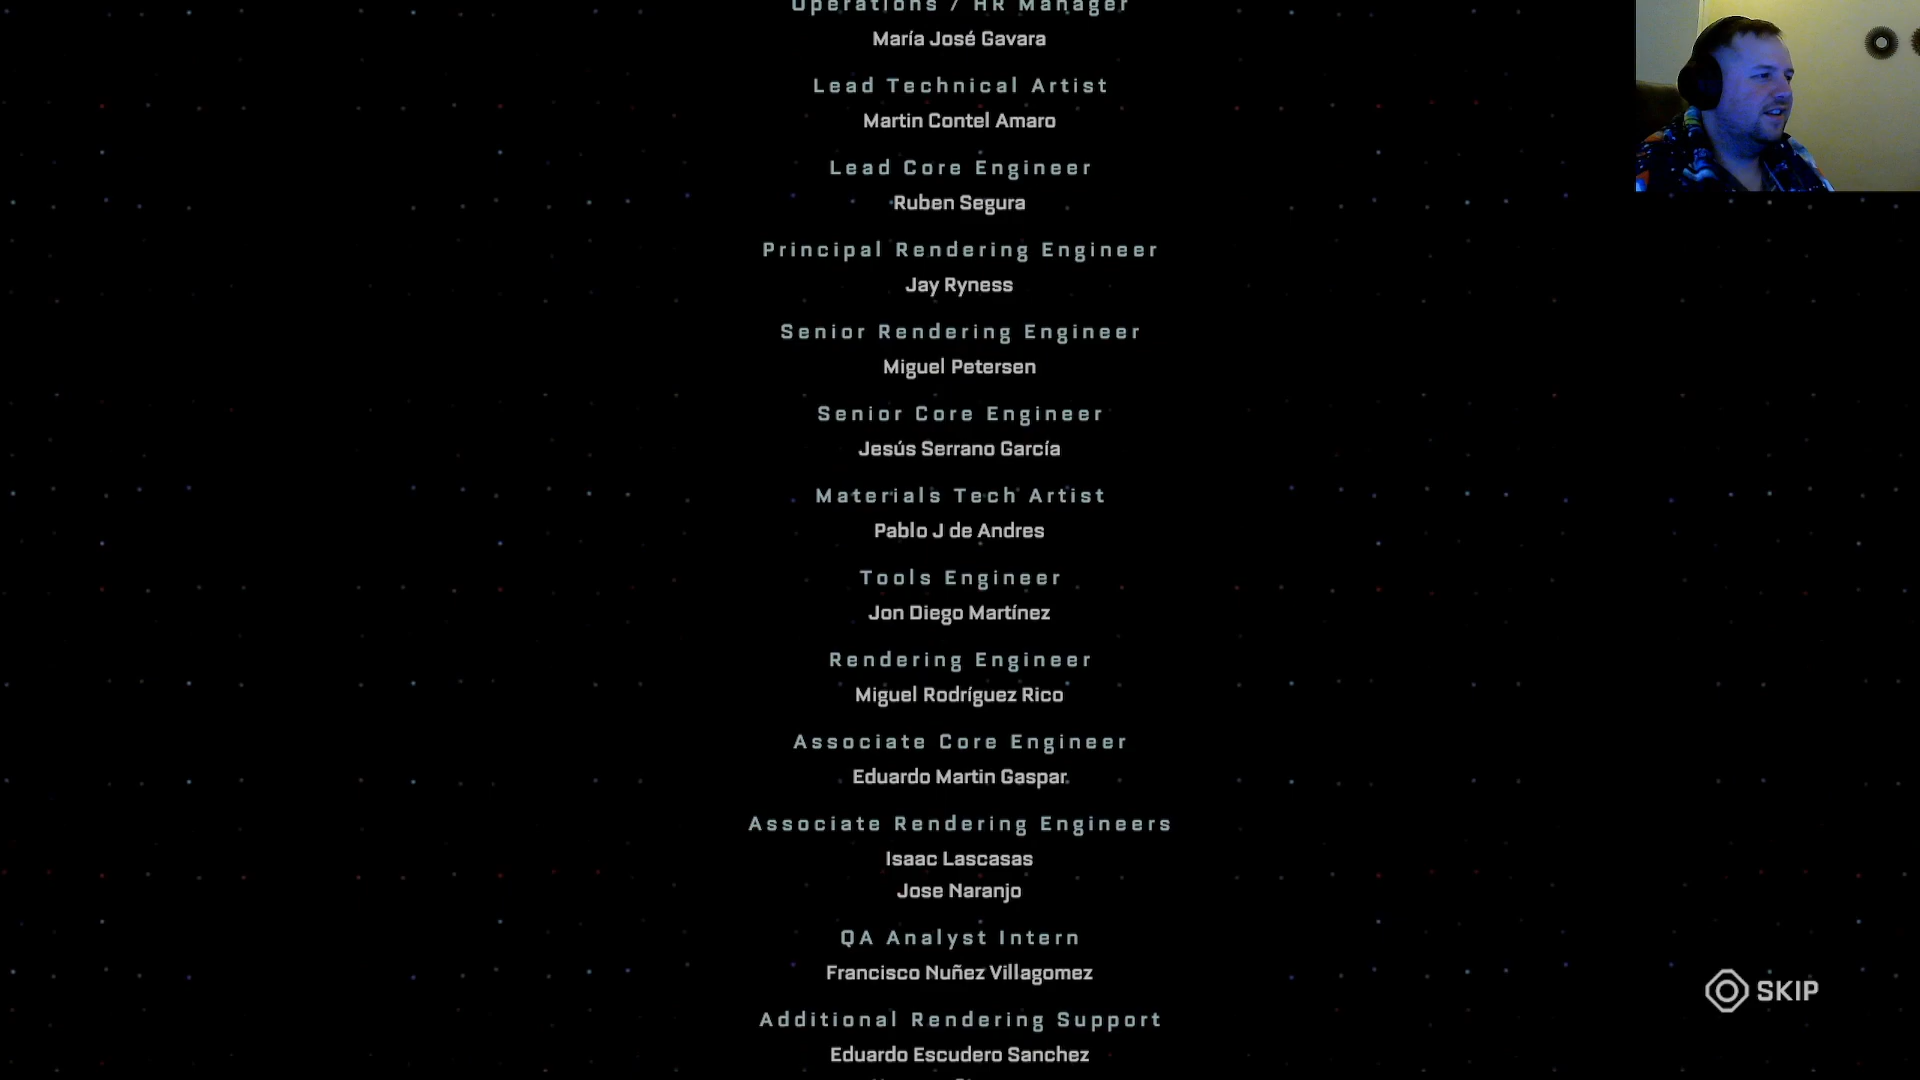 Operations / HR Manager
María José Gavara
Lead Technical Artist
Martin Contel Amaro
Lead Core Engineer
Ruben Segura
Principal Rendering Engineer
Jay Ryness
Senior Rendering Engineer
Miguel Petersen
Senior Core Engineer
Jesús Serrano García
Materials Tech Artist
Pablo J de Andres
Tools Engineer
Jon Diego Martínez
Rendering Engineer
Miguel Rodríguez Rico
Associate Core Engineer
Eduardo Martin Gaspar
Associate Rendering Engineers
Isaac Lascasas
Jose Naranjo
QA Analyst Intern
Francisco Nuñez Villagomez
SKIP
Additional Rendering Support
Eduardo Escudero Sanchez